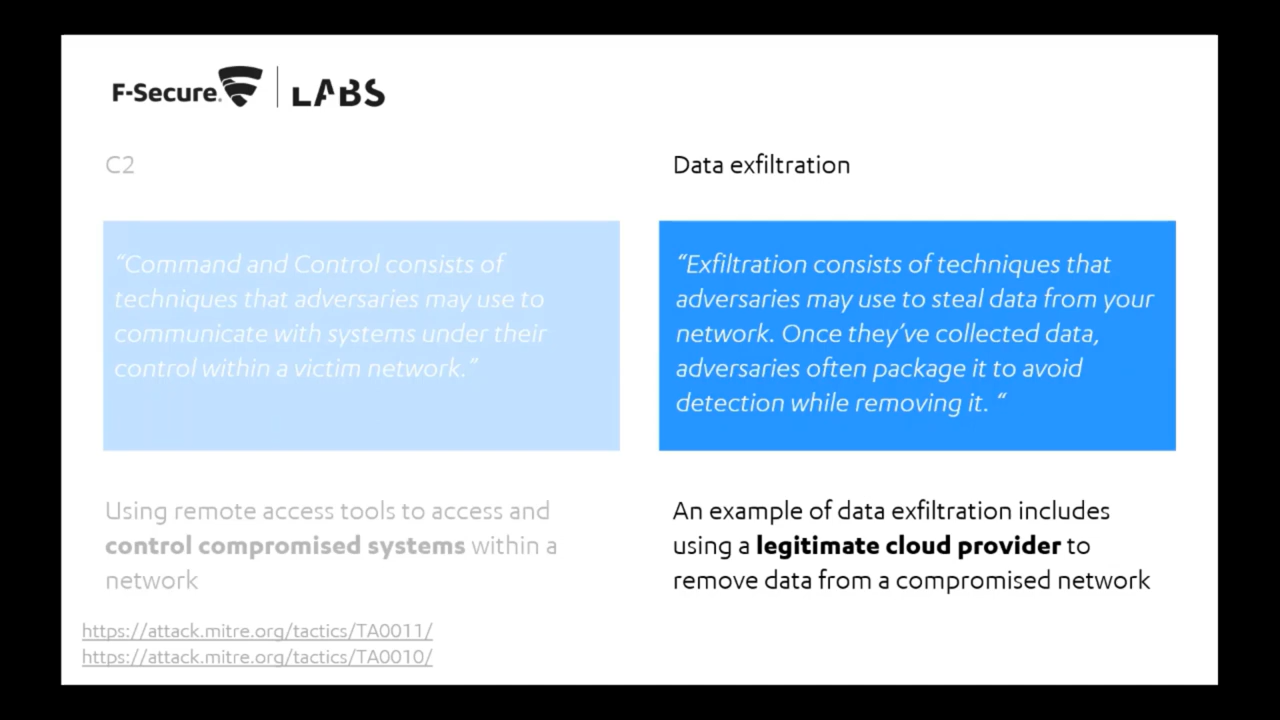 F-Secure. LABS
C2
“Command and Control consists of
techniques that adversaries may use to
communicate with systems under their
control within a victim network.”
Using remote access tools to access and
control compromised systems within a
network
Data exfiltration
“Exfiltration consists of techniques that
adversaries may use to steal data from your
network. Once they’ve collected data,
adversaries often package it to avoid
detection while removing it. “
An example of data exfiltration includes
using a legitimate cloud provider to
remove data from a compromised network
https://attack.mitre.org/tactics/TA0011/
https://attack.mitre.org/tactics/TA0010/